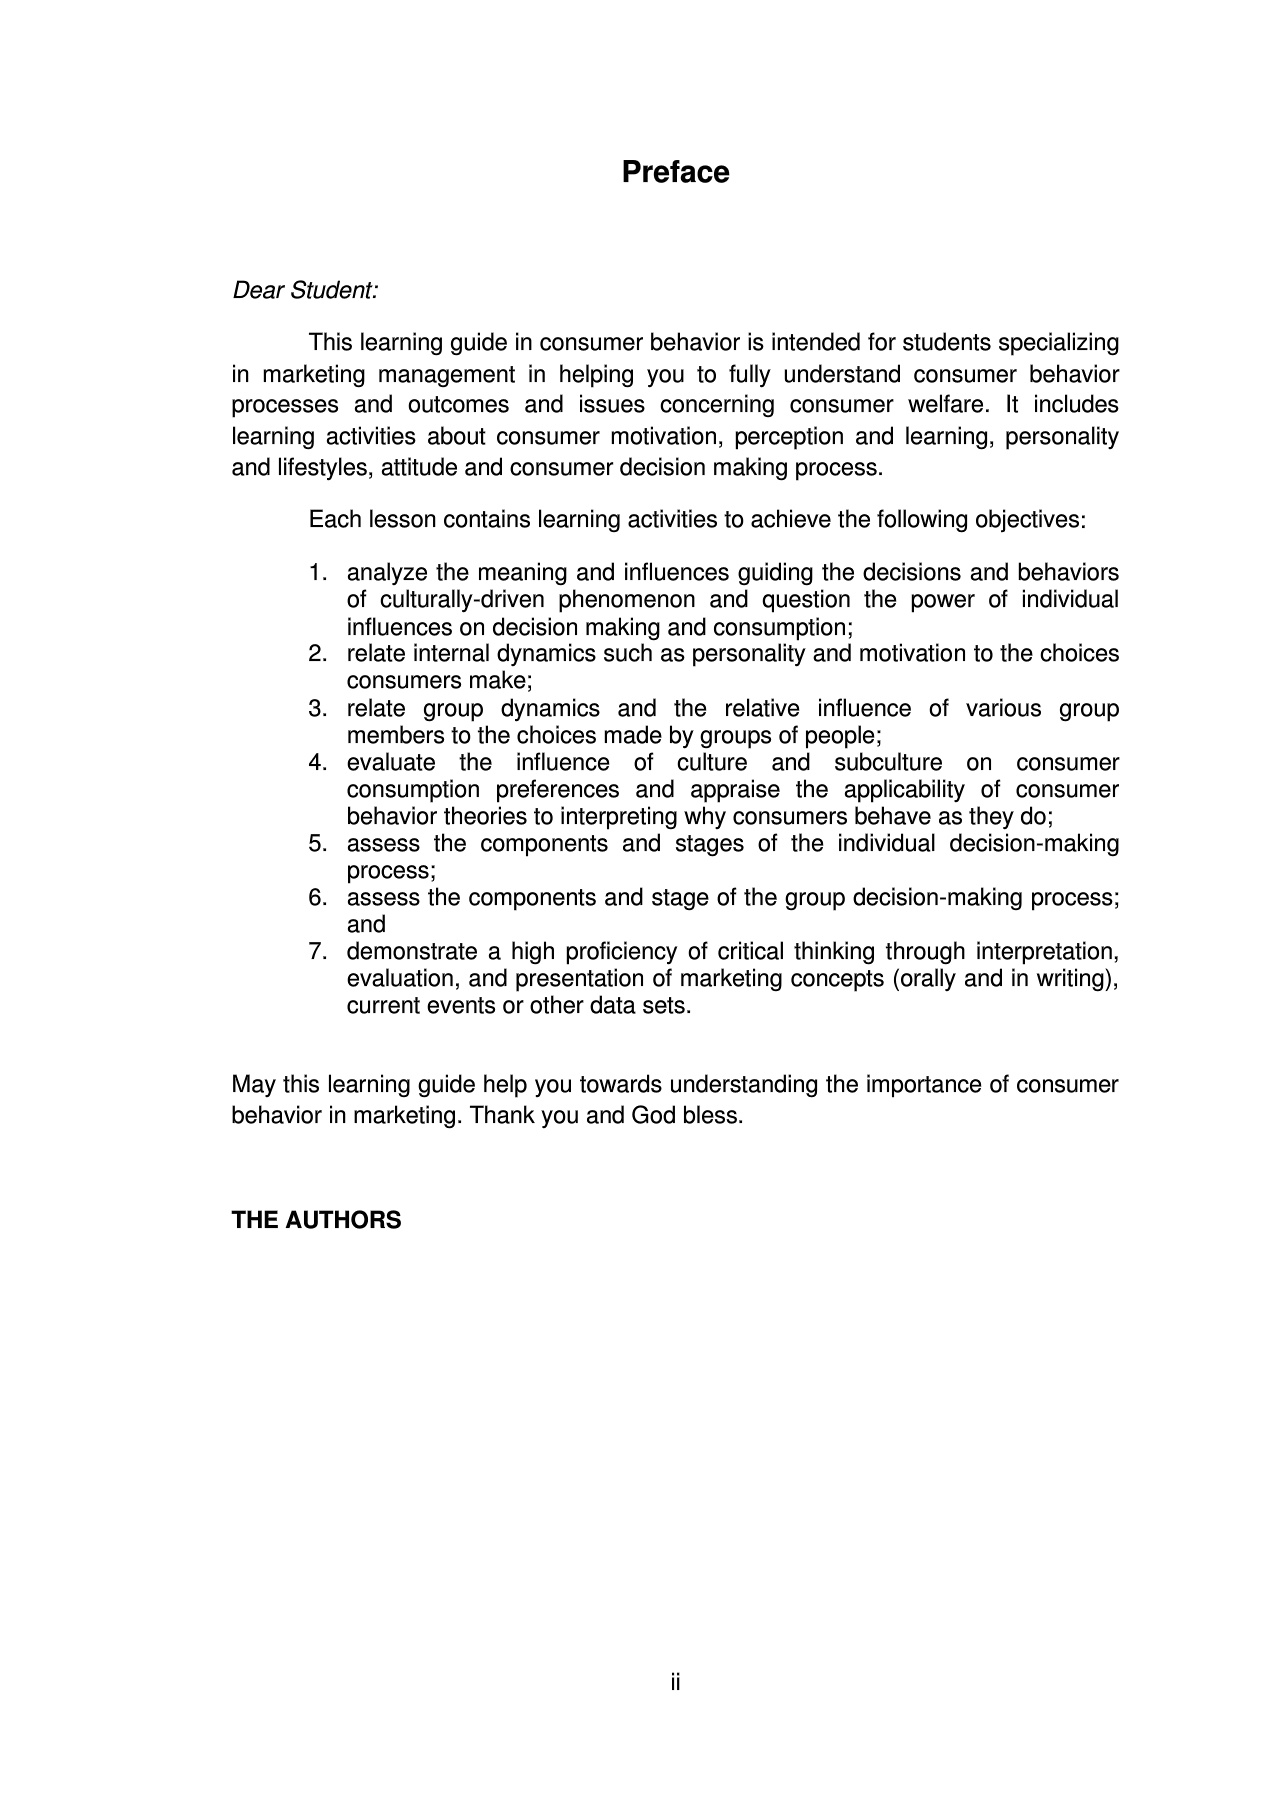 Preface
Dear Student:
This learning guide in consumer behavior is intended for students specializing
in marketing management in helping you to fully understand consumer behavior
processes and outcomes and issues concerning consumer welfare. It includes
learning activities about consumer motivation, perception and learning, personality
and lifestyles, attitude and consumer decision making process.
Each lesson contains learning activities to achieve the following objectives:
1. analyze the meaning and influences guiding the decisions and behaviors
of culturally-driven phenomenon and question the power of individual
influences on decision making and consumption;
2. relate internal dynamics such as personality and motivation to the choices
consumers make;
3. relate group dynamics and the relative influence of various group
members to the choices made by groups of people;
4. evaluate the influence of culture and subculture on consumer
consumption preferences and appraise the applicability of consumer
behavior theories to interpreting why consumers behave as they do;
5. assess the components and stages of the individual decision-making
process;
6. assess the components and stage of the group decision-making process;
and
7. demonstrate a high proficiency of critical thinking through interpretation,
evaluation, and presentation of marketing concepts (orally and in writing),
current events or other data sets.
May this learning guide help you towards understanding the importance of consumer
behavior in marketing. Thank you and God bless.
THE AUTHORS
ii